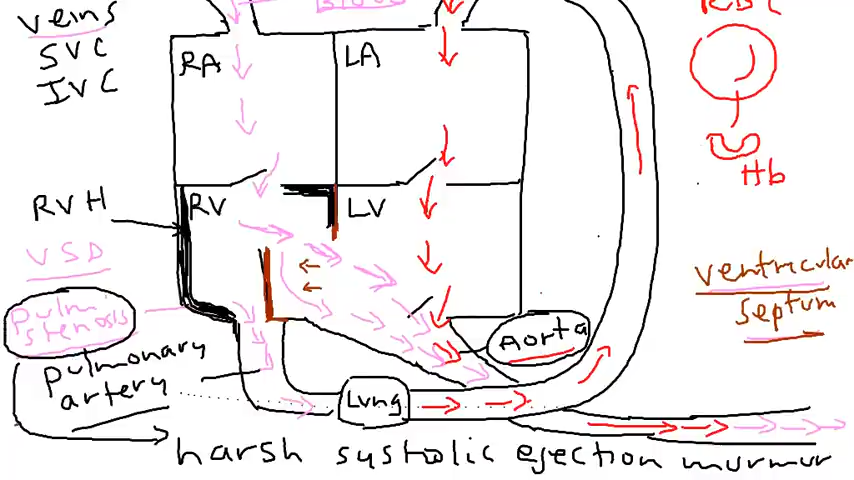 veins
SVC
IVC
Blood
RBC
RA
LA
Hb
RVH
RV
LV
VSD
ventricular
septum
pulm
stenosis
Aorta
pulmonary
artery
Lung
harsh systolic ejection murmur